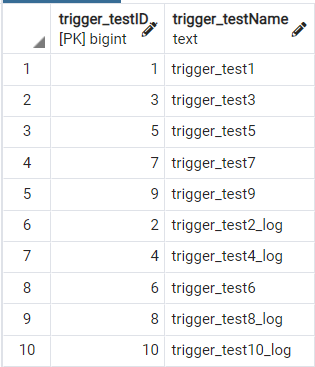 trigger_testID trigger_testName
[PK] bigint text
1 1 trigger_test1
2 3 trigger_test3
3 5 trigger_test5
4 7 trigger_test7
5 9 trigger_test9
6 2 trigger_test2_log
7 4 trigger_test4_log
8 6 trigger_test6
9 8 trigger_test8_log
10 10 trigger_test10_log